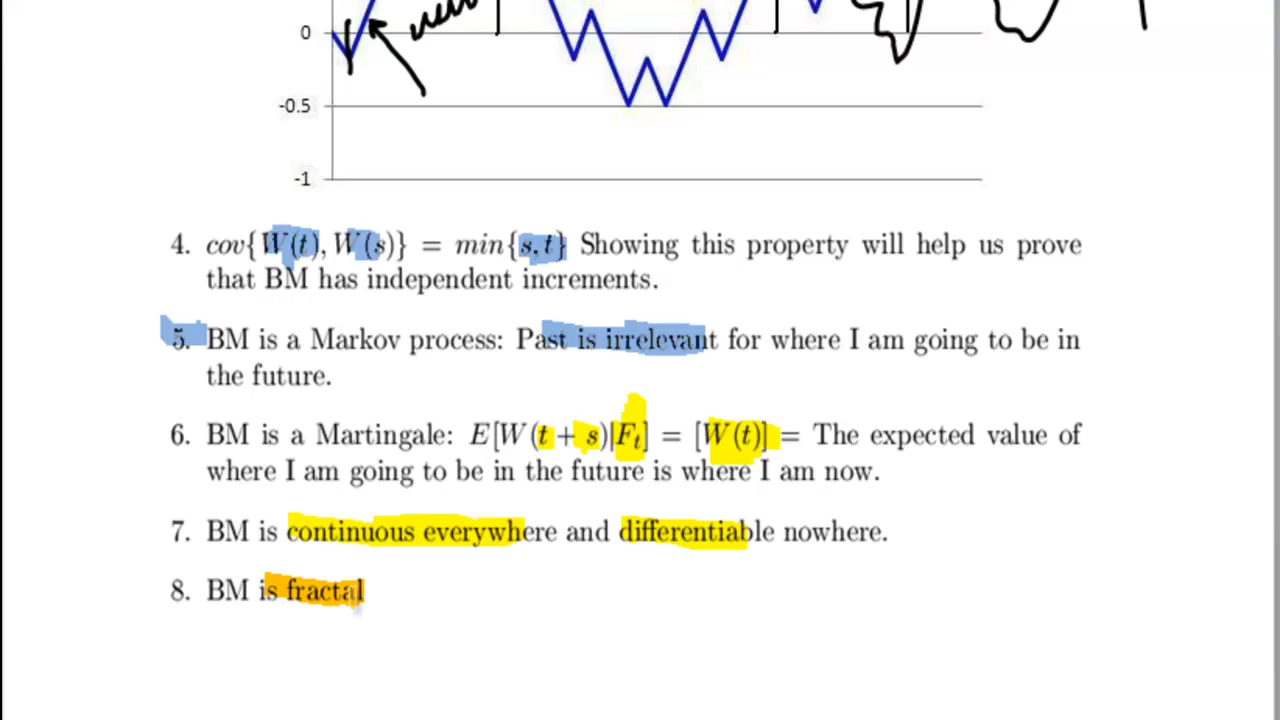 0
-0.5
-1
4. cov{W(t), W(s)} = min{s, t} Showing this property will help us prove
that BM has independent increments.
5. BM is a Markov process: Past is irrelevant for where I am going to be in
the future.
6. BM is a Martingale: E[W(t + s)|F_t] = [W(t)] = The expected value of
where I am going to be in the future is where I am now.
7. BM is continuous everywhere and differentiable nowhere.
8. BM is fractal